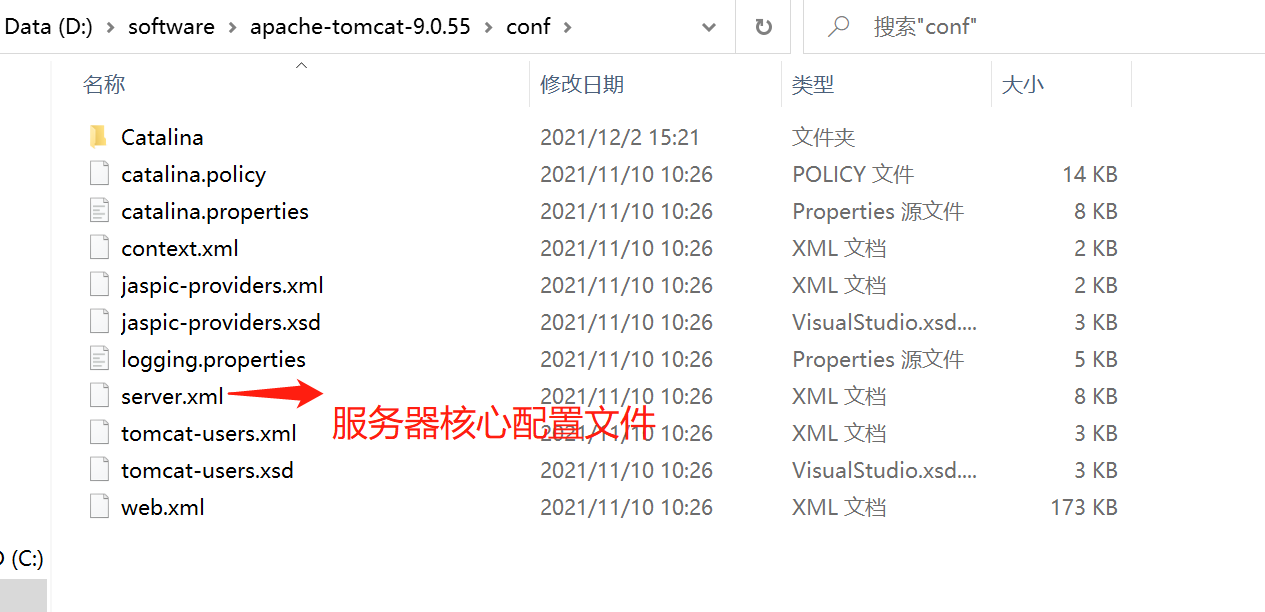 Data (D:) › software › apache-tomcat-9.0.55 › conf ›
搜索"conf"
名称 修改日期 类型 大小
Catalina 2021/12/2 15:21 文件夹
catalina.policy 2021/11/10 10:26 POLICY 文件 14 KB
catalina.properties 2021/11/10 10:26 Properties 源文件 8 KB
context.xml 2021/11/10 10:26 XML 文档 2 KB
jaspic-providers.xml 2021/11/10 10:26 XML 文档 2 KB
jaspic-providers.xsd 2021/11/10 10:26 VisualStudio.xsd.... 3 KB
logging.properties 2021/11/10 10:26 Properties 源文件 5 KB
server.xml 2021/11/10 10:26 XML 文档 8 KB
服务器核心配置文件
tomcat-users.xml 2021/11/10 10:26 XML 文档 3 KB
tomcat-users.xsd 2021/11/10 10:26 VisualStudio.xsd.... 3 KB
web.xml 2021/11/10 10:26 XML 文档 173 KB
(C:)